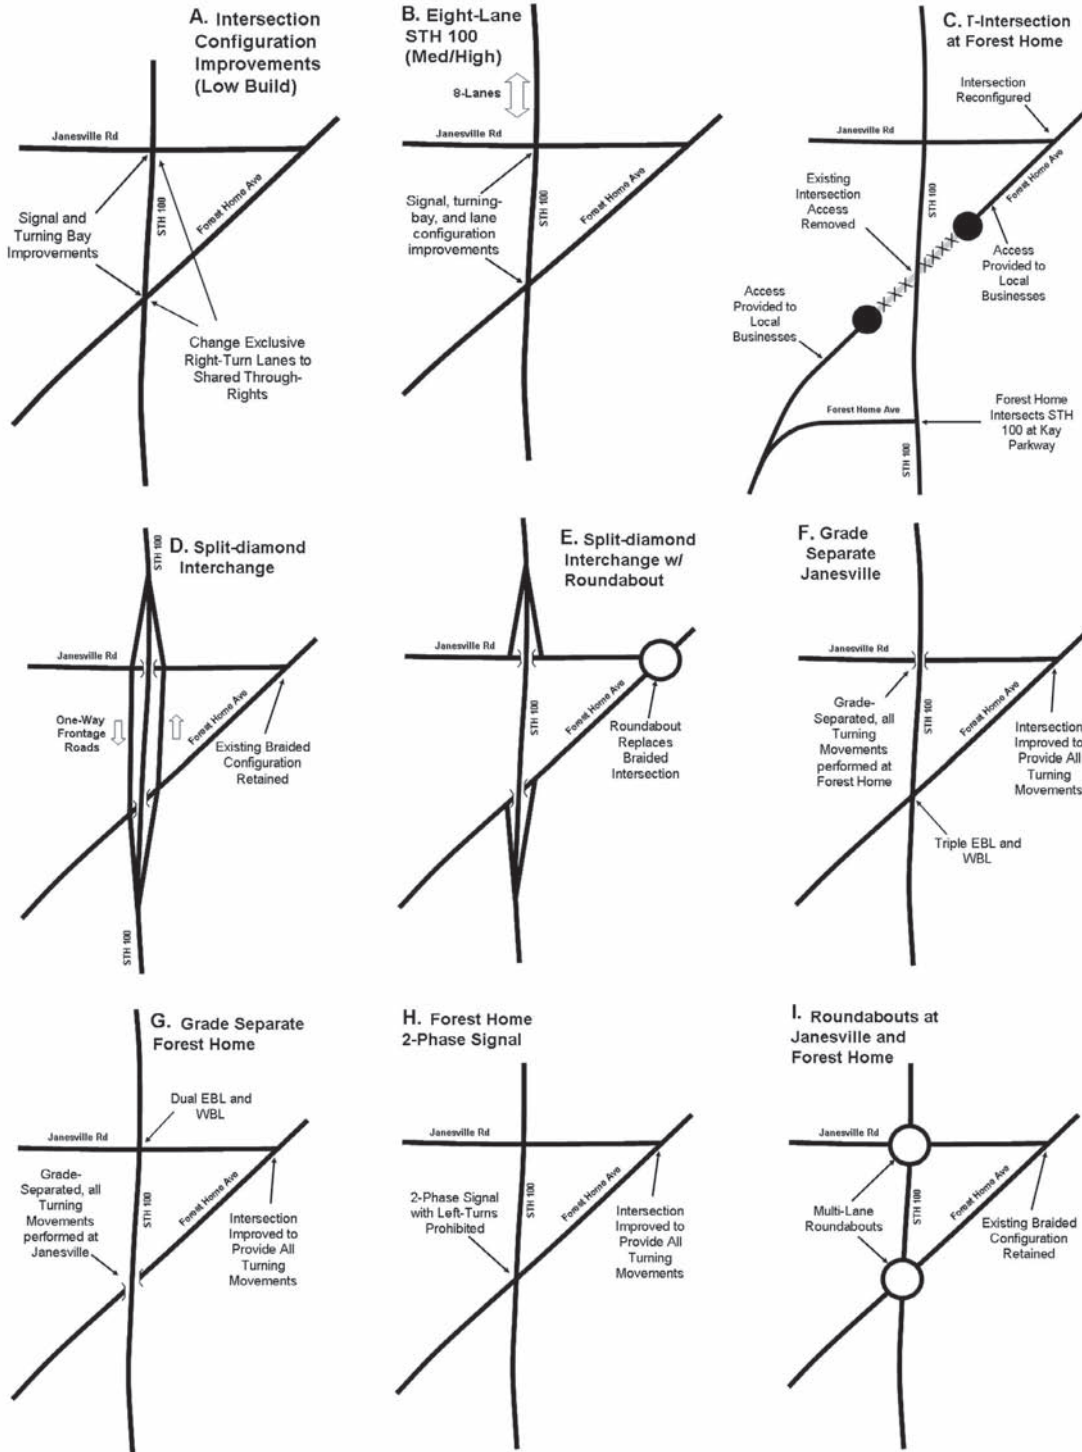 A. Intersection
Configuration
Improvements
(Low Build)
Janesville Rd
STH 100
Forest Home Ave
Signal and
Turning Bay
Improvements
Change Exclusive
Right-Turn Lanes to
Shared Through-
Rights
B. Eight-Lane
STH 100
(Med/High)
8-Lanes
Janesville Rd
Forest Home Ave
Signal, turning-
bay, and lane
configuration
improvements
STH 100
C. T-Intersection
at Forest Home
Intersection
Reconfigured
Janesville Rd
Existing
Intersection
Access
Removed
STH 100
Forest Home Ave
Access
Provided to
Local
Businesses
Access
Provided to
Local
Businesses
Forest Home Ave
Forest Home
Intersects STH
100 at Kay
Parkway
STH 100
D. Split-diamond
Interchange
STH 100
Janesville Rd
One-Way
Frontage
Roads
Forest Home Ave
Existing Braided
Configuration
Retained
STH 100
E. Split-diamond
Interchange w/
Roundabout
Janesville Rd
STH 100
Forest Home Ave
Roundabout
Replaces
Braided
Intersection
F. Grade
Separate
Janesville
Janesville Rd
Grade-
Separated, all
Turning
Movements
performed at
Forest Home
STH 100
Forest Home Ave
Intersection
Improved to
Provide All
Turning
Movements
Triple EBL and
WBL
G. Grade Separate
Forest Home
Dual EBL and
WBL
Janesville Rd
Grade-
Separated, all
Turning
Movements
performed at
Janesville
STH 100
Forest Home Ave
Intersection
Improved to
Provide All
Turning
Movements
H. Forest Home
2-Phase Signal
Janesville Rd
2-Phase Signal
with Left-Turns
Prohibited
STH 100
Forest Home Ave
Intersection
Improved to
Provide All
Turning
Movements
I. Roundabouts at
Janesville and
Forest Home
Janesville Rd
Multi-Lane
Roundabouts
STH 100
Forest Home Ave
Existing Braided
Configuration
Retained